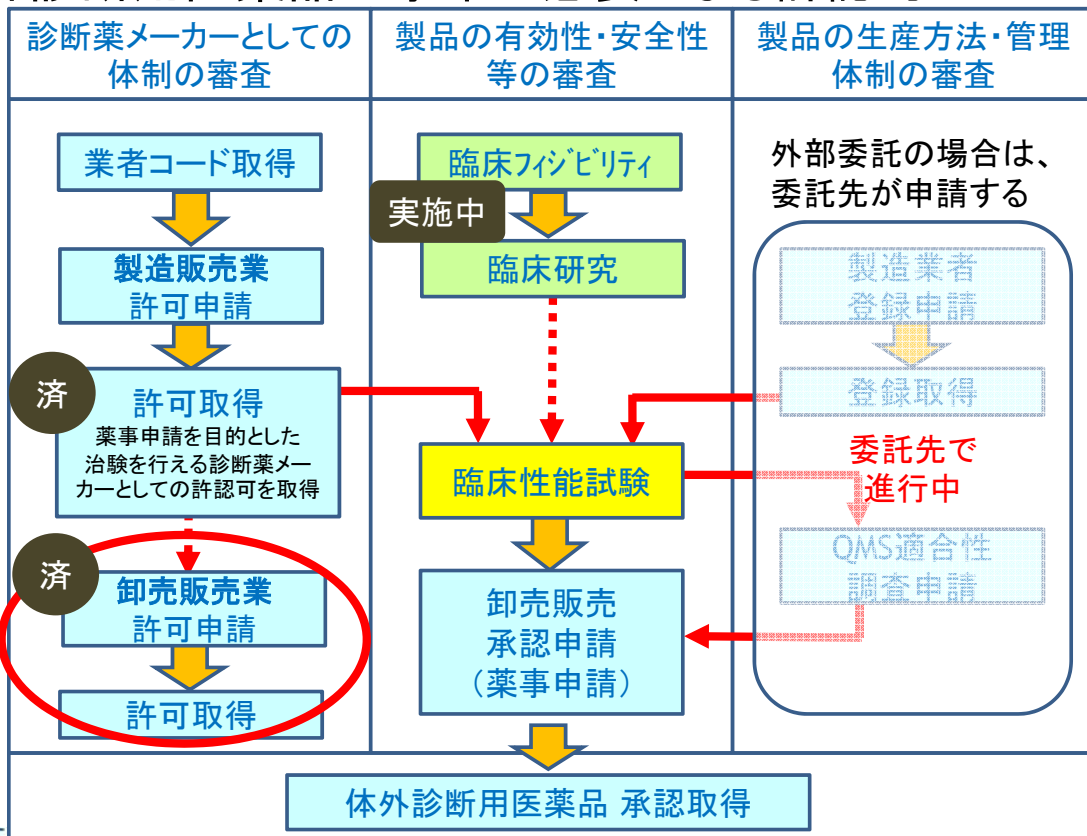 診断薬メーカーとしての
体制の審査
製品の有効性・安全性
等の審査
製品の生産方法・管理
体制の審査
業者コード取得
製造販売業
許可申請
済
許可取得
薬事申請を目的とした
治験を行える診断薬メー
カーとしての許認可を取得
済
卸売販売業
許可申請
許可取得
臨床ﾌｨｼﾞﾋﾞﾘﾃｨ
実施中
臨床研究
臨床性能試験
卸売販売
承認申請
（薬事申請）
外部委託の場合は、
委託先が申請する
製造業者
登録申請
登録取得
委託先で
進行中
QMS適合性
調査申請
体外診断用医薬品 承認取得